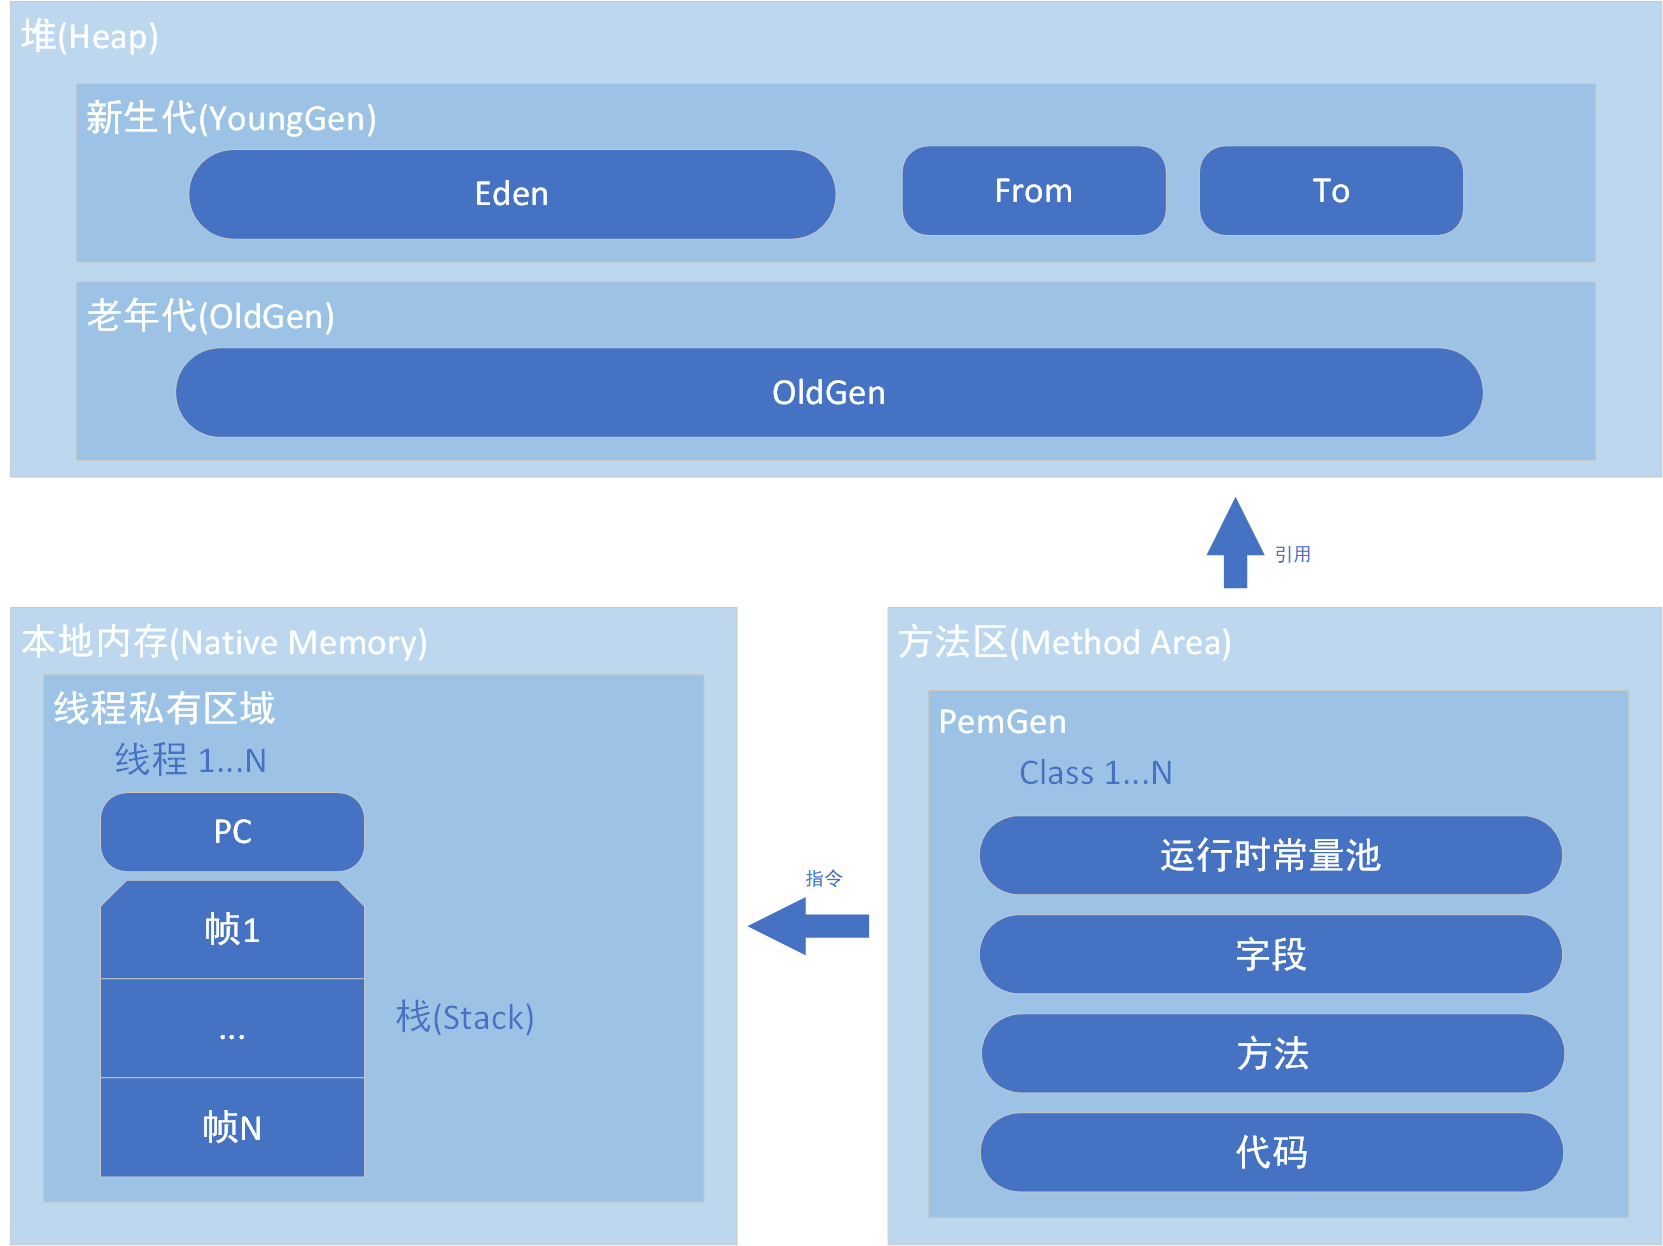 堆(Heap)
新生代(YoungGen)
Eden
From
To
老年代(OldGen)
OldGen
引用
本地内存(Native Memory)
线程私有区域
线程 1...N
PC
帧1
...
帧N
栈(Stack)
指令
方法区(Method Area)
PemGen
Class 1...N
运行时常量池
字段
方法
代码